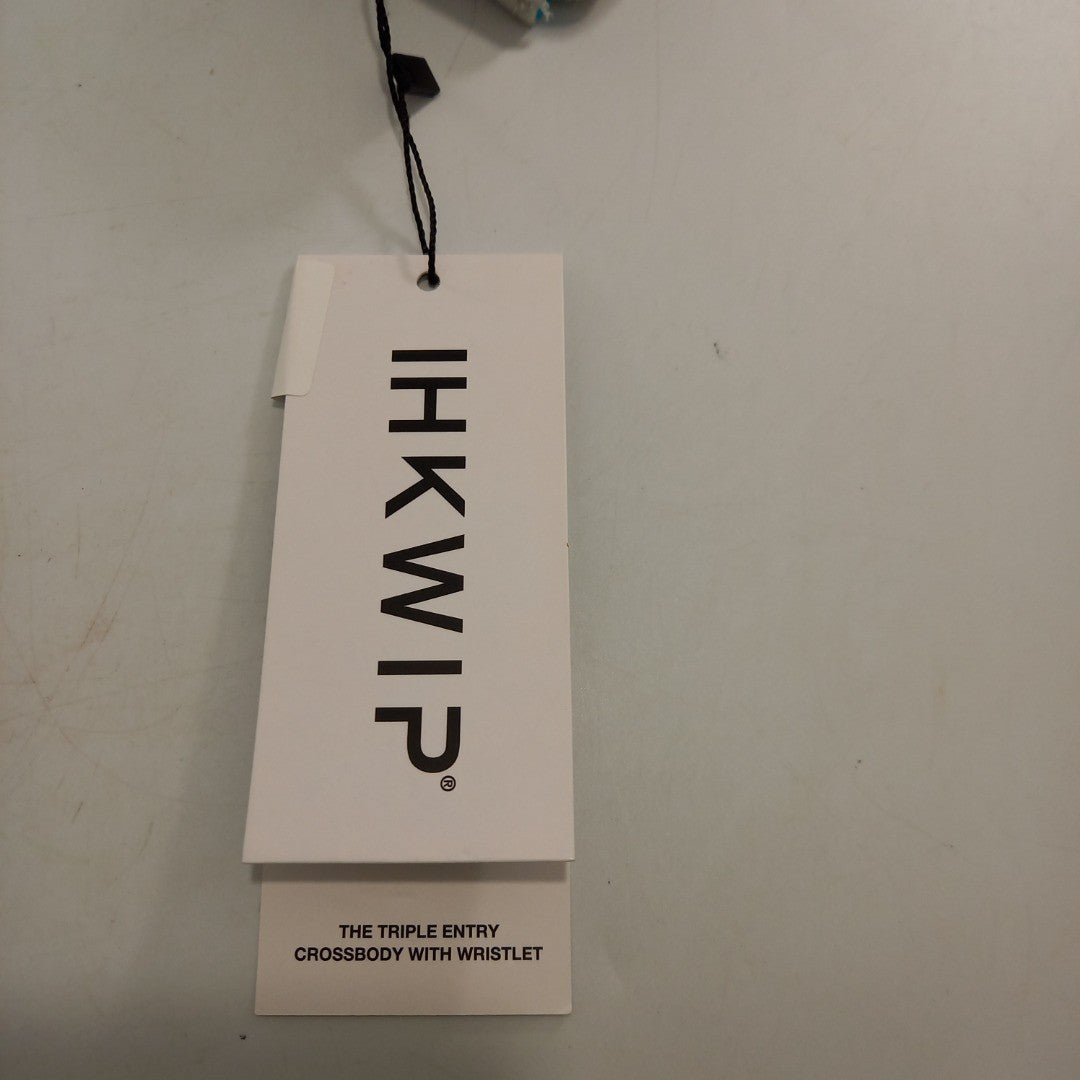 IHKWIP®
THE TRIPLE ENTRY
CROSSBODY WITH WRISTLET